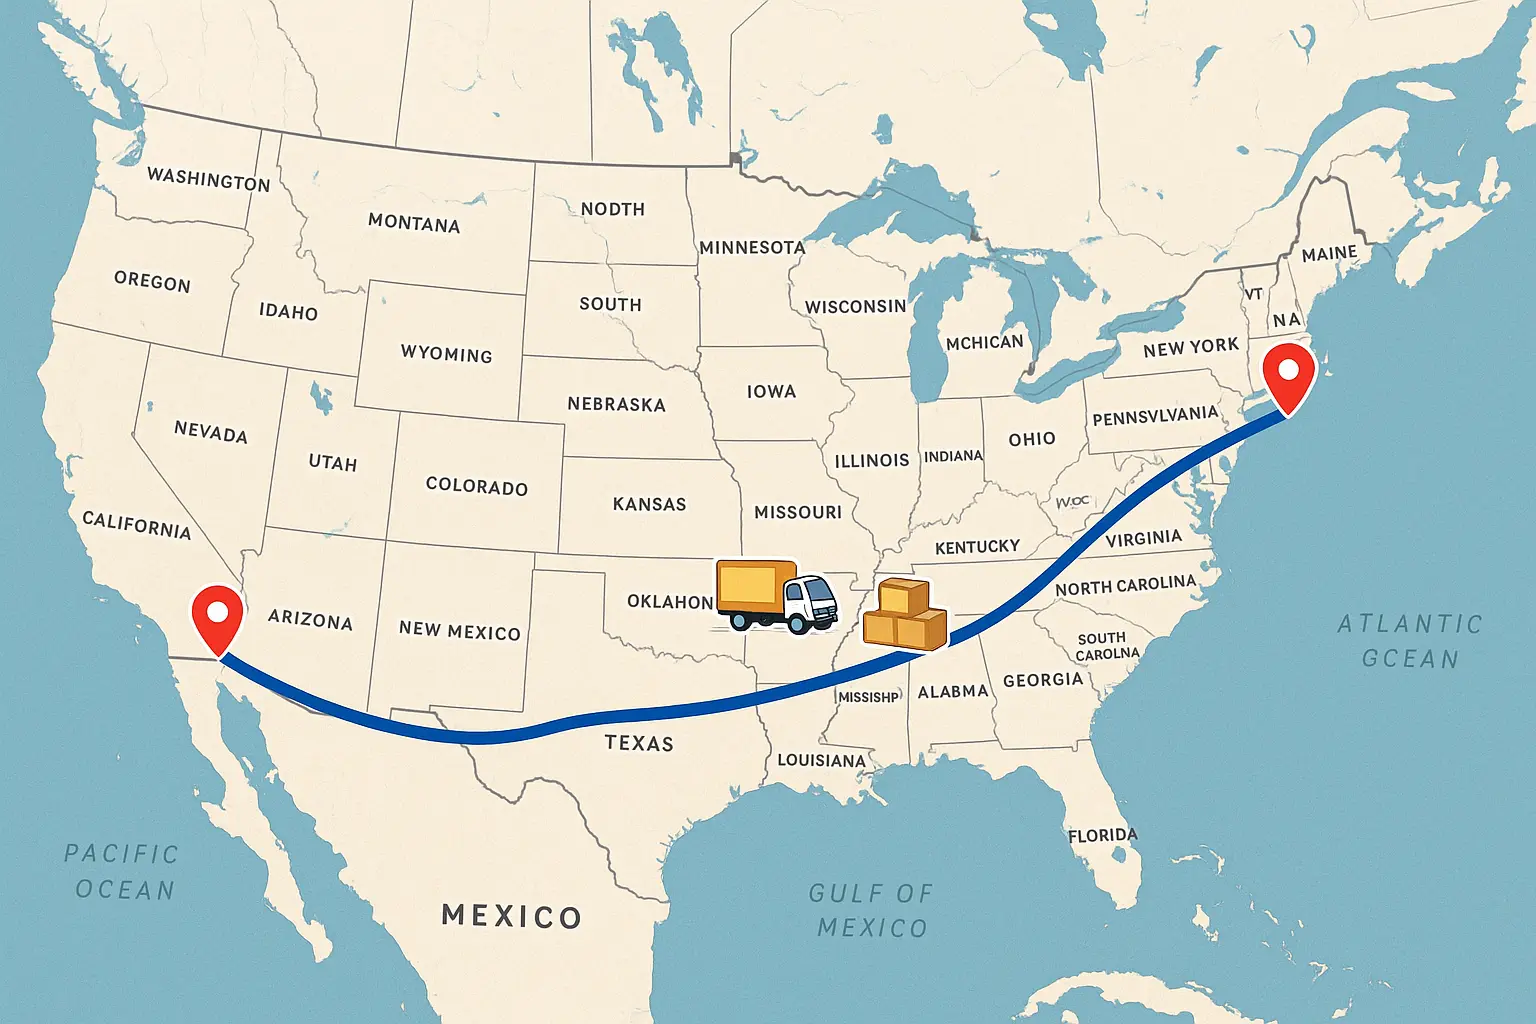 WASHINGTON
MONTANA
NODTH
MINNESOTA
MAINE
OREGON
IDAHO
SOUTH
WISCONSIN
VT
NA
WYOMING
MCHICAN
NEW YORK
NEVADA
UTAH
NEBRASKA
IOWA
PENNSVLVANIA
COLORADO
ILLINOIS
INDIANA
OHIO
CALIFORNIA
KANSAS
MISSOURI
KENTUCKY
VIRGINIA
ARIZONA
NEW MEXICO
OKLAHON
NORTH CAROLINA
SOUTH
CAROLNA
ATLANTIC
GCEAN
TEXAS
MISSISHP
ALABMA
GEORGIA
LOUISIANA
FLORIDA
PACIFIC
OCEAN
MEXICO
GULF OF
MEXICO